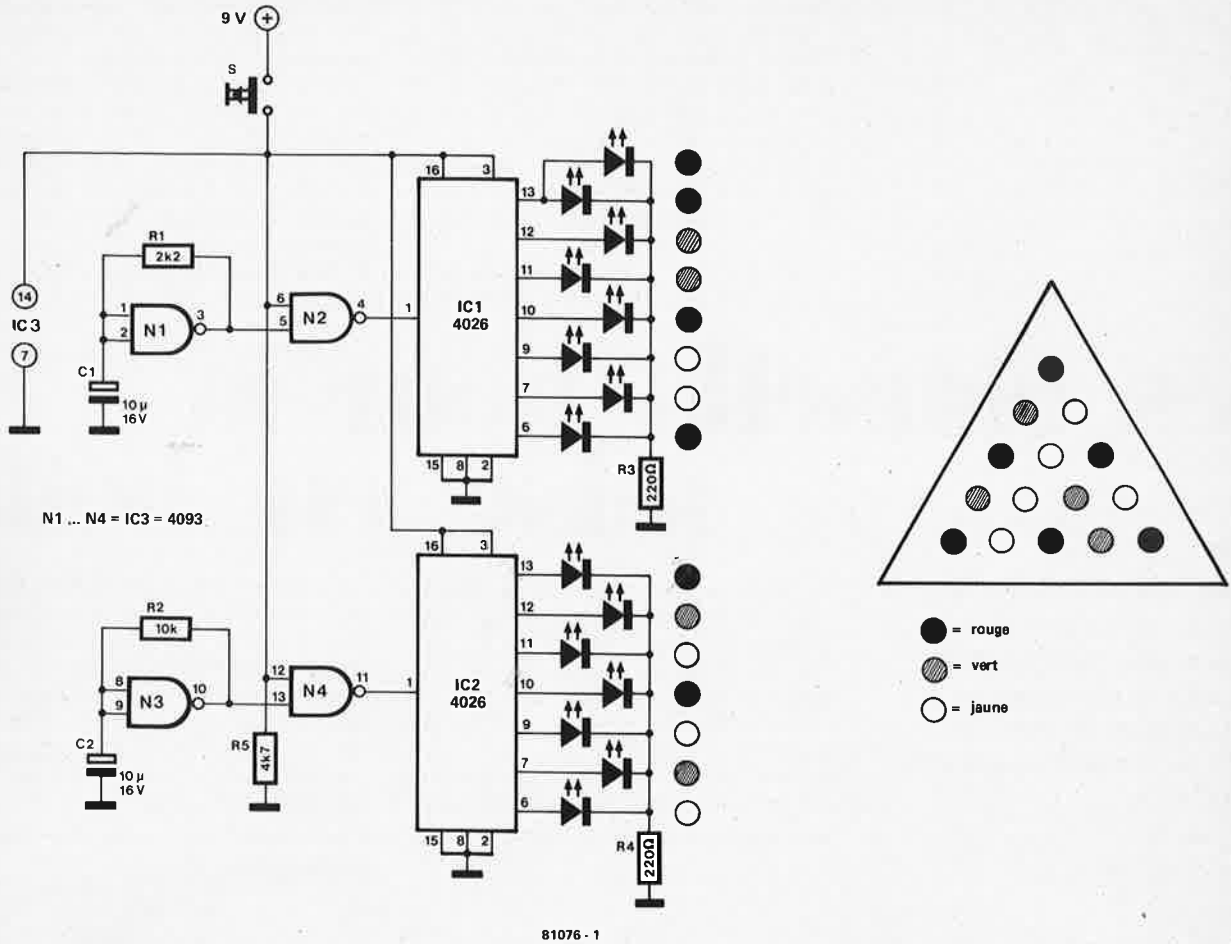 9 V +
S
16 3
13
12
11
10
9
7
6
IC1
4026
1
15 8 2
R3
220Ω
R1
2k2
1
2
N1
3
6
5
N2
4
14
IC 3
7
C1
10 µ
16 V
N1 ... N4 = IC3 = 4093
16 3
13
12
11
10
9
7
6
IC2
4026
1
15 8 2
R4
220Ω
R2
10k
8
9
N3
10
12
13
N4
11
C2
10 µ
16 V
R5
4k7
= rouge
= vert
= jaune
81076 - 1